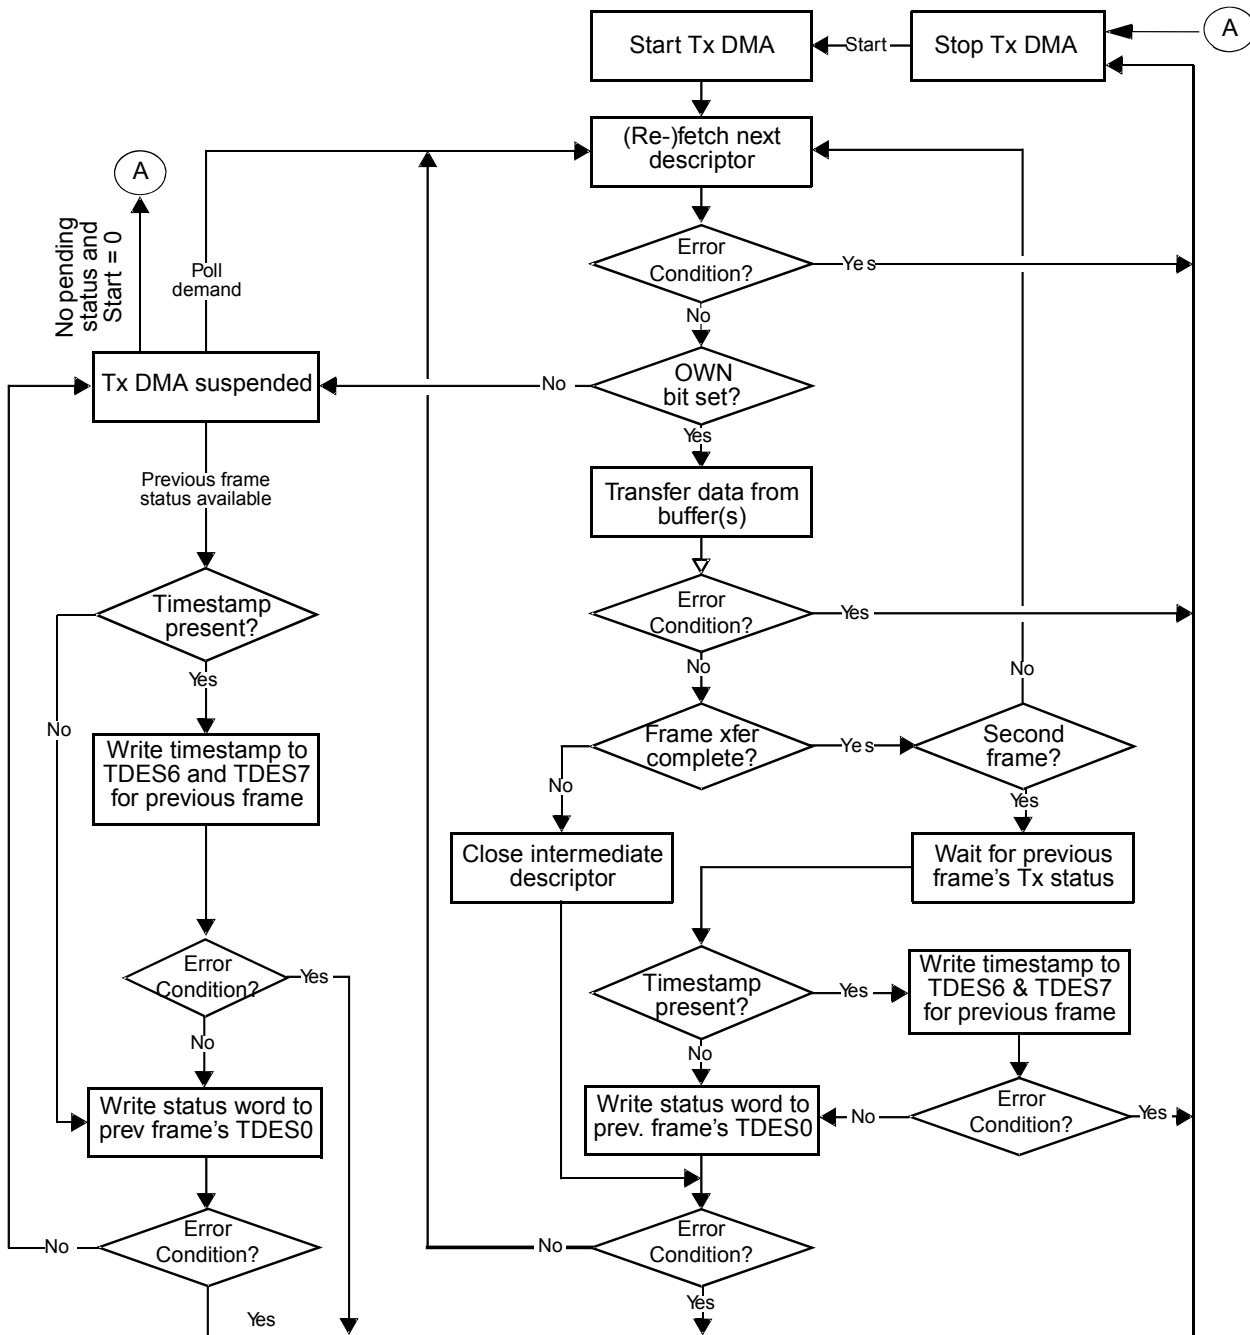 Start Tx DMA
Start
Stop Tx DMA
A
(Re-)fetch next
descriptor
A
No pending
status and
Start = 0
Poll
demand
Error
Condition?
Yes
No
Tx DMA suspended
No
OWN
bit set?
Yes
Previous frame
status available
Transfer data from
buffer(s)
Timestamp
present?
Error
Condition?
Yes
Yes
No
No
No
Write timestamp to
TDES6 and TDES7
for previous frame
Frame xfer
complete?
Yes
Second
frame?
No
Yes
Close intermediate
descriptor
Wait for previous
frame's Tx status
Error
Condition?
Yes
Timestamp
present?
Yes
Write timestamp to
TDES6 & TDES7
for previous frame
No
No
Write status word to
prev frame's TDES0
Write status word to
prev. frame's TDES0
No
Error
Condition?
Yes
No
Error
Condition?
No
Error
Condition?
Yes
Yes